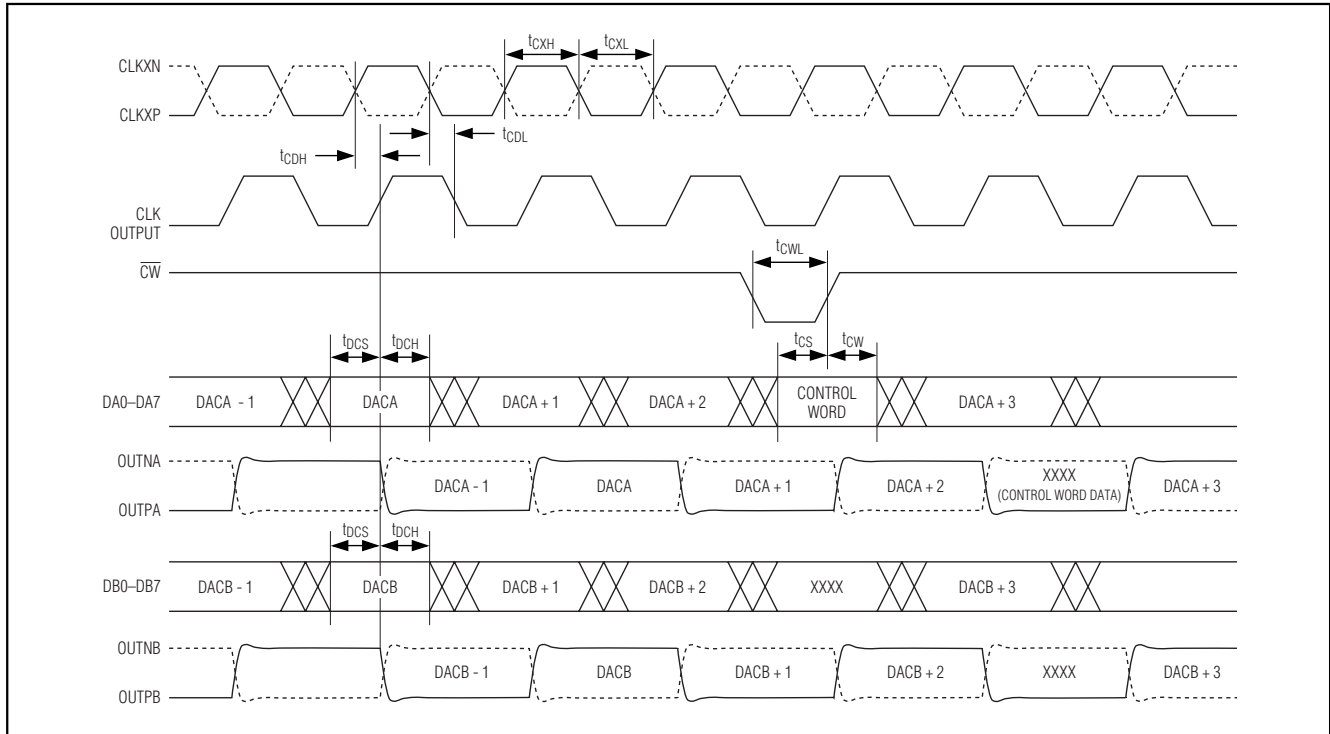 tCXH tCXL
CLKXN
CLKXP
tCDL
tCDH
CLK
OUTPUT
tCWL
CW
tDCS tDCH tCS tCW
DA0–DA7 DACA - 1 DACA DACA + 1 DACA + 2 CONTROL WORD DACA + 3
OUTNA
DACA - 1 DACA DACA + 1 DACA + 2 XXXX (CONTROL WORD DATA) DACA + 3
OUTPA
tDCS tDCH
DB0–DB7 DACB - 1 DACB DACB + 1 DACB + 2 XXXX DACB + 3
OUTNB
DACB - 1 DACB DACB + 1 DACB + 2 XXXX DACB + 3
OUTPB